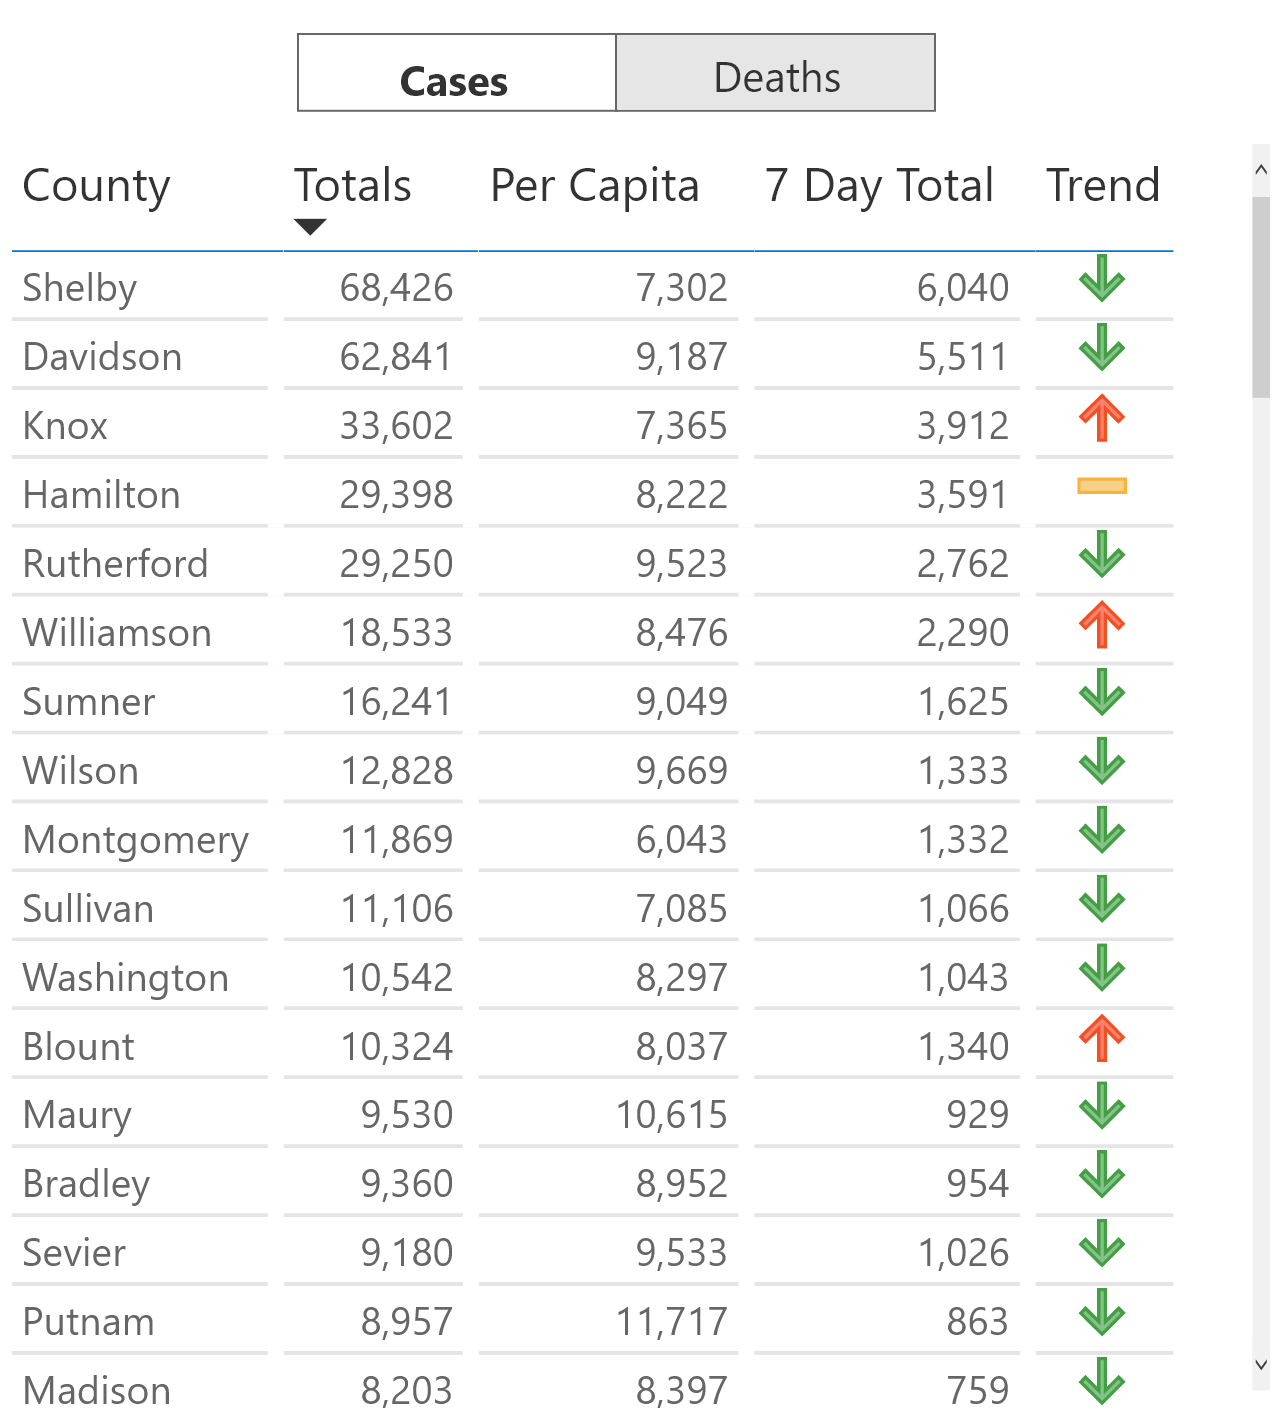 Cases Deaths
County Totals Per Capita 7 Day Total Trend
Shelby 68,426 7,302 6,040
Davidson 62,841 9,187 5,511
Knox 33,602 7,365 3,912
Hamilton 29,398 8,222 3,591
Rutherford 29,250 9,523 2,762
Williamson 18,533 8,476 2,290
Sumner 16,241 9,049 1,625
Wilson 12,828 9,669 1,333
Montgomery 11,869 6,043 1,332
Sullivan 11,106 7,085 1,066
Washington 10,542 8,297 1,043
Blount 10,324 8,037 1,340
Maury 9,530 10,615 929
Bradley 9,360 8,952 954
Sevier 9,180 9,533 1,026
Putnam 8,957 11,717 863
Madison 8,203 8,397 759